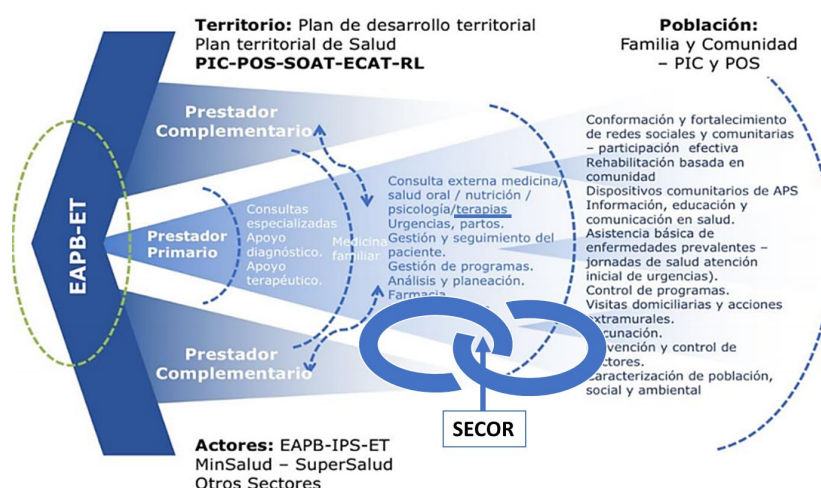 Territorio: Plan de desarrollo territorial
Plan territorial de Salud
PIC-POS-SOAT-ECAT-RL
Población:
Familia y Comunidad
– PIC y POS
EAPB-ET
Prestador
Complementario
Prestador
Primario
Prestador
Complementario
Consultas
especializadas
Apoyo
diagnóstico.
Apoyo
terapéutico.
Medicina
familiar
Consulta externa medicina/
salud oral / nutrición /
psicología/terapias
Urgencias, partos.
Gestión y seguimiento del
paciente.
Gestión de programas.
Análisis y planeación.
Farmacia
Conformación y fortalecimiento
de redes sociales y comunitarias
– participación efectiva
Rehabilitación basada en
comunidad
Dispositivos comunitarios de APS
Información, educación y
comunicación en salud.
Asistencia básica de
enfermedades prevalentes –
jornadas de salud atención
inicial de urgencias).
Control de programas.
Visitas domiciliarias y acciones
extramurales.
cunación.
vención y control de
ctores.
aracterización de población,
social y ambiental
SECOR
Actores: EAPB-IPS-ET
MinSalud – SuperSalud
Otros Sectores